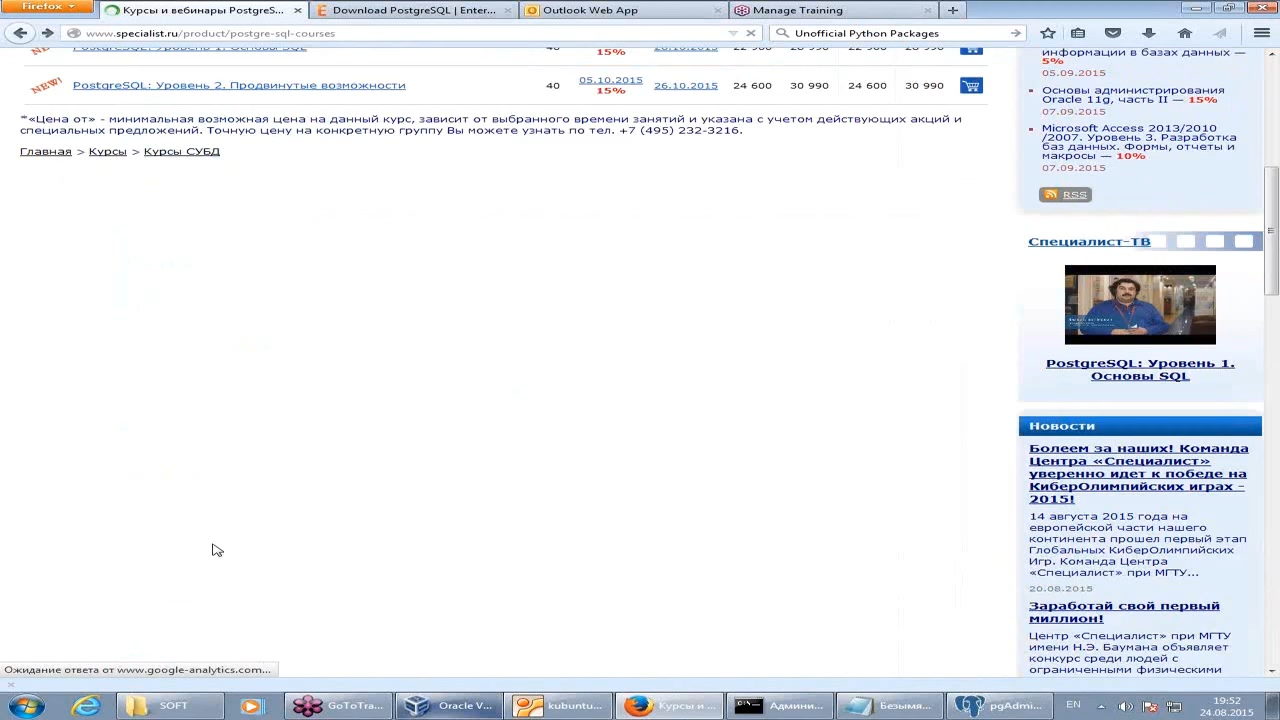 Firefox
Курсы и вебинары PostgreS...
Download PostgreSQL | Enter...
Outlook Web App
Manage Training
www.specialist.ru/product/postgre-sql-courses
Unofficial Python Packages
PostgreSQL: Уровень 1. Основы SQL
15%
NEW!
PostgreSQL: Уровень 2. Продвинутые возможности
40
05.10.2015
15%
26.10.2015
24 600
30 990
24 600
30 990
*«Цена от» - минимальная возможная цена на данный курс, зависит от выбранного времени занятий и указана с учетом действующих акций и
специальных предложений. Точную цену на конкретную группу Вы можете узнать по тел. +7 (495) 232-3216.
Главная > Курсы > Курсы СУБД
информации в базах данных —
5%
05.09.2015
Основы администрирования
Oracle 11g, часть II — 15%
07.09.2015
Microsoft Access 2013/2010
/2007. Уровень 3. Разработка
баз данных. Формы, отчеты и
макросы — 10%
07.09.2015
RSS
Специалист-ТВ
PostgreSQL: Уровень 1.
Основы SQL
Новости
Болеем за наших! Команда
Центра «Специалист»
уверенно идет к победе на
КиберОлимпийских играх -
2015!
14 августа 2015 года на
европейской части нашего
континента прошел первый этап
Глобальных КиберОлимпийских
Игр. Команда Центра
«Специалист» при МГТУ...
20.08.2015
Заработай свой первый
миллион!
Центр «Специалист» при МГТУ
имени Н.Э. Баумана объявляет
конкурс среди людей с
ограниченными физическими
Ожидание ответа от www.google-analytics.com...
SOFT
GoToTra...
Oracle V...
kubuntu...
Курсы и ...
Админи...
Безымя...
pgAdmi...
EN
19:52
24.08.2015